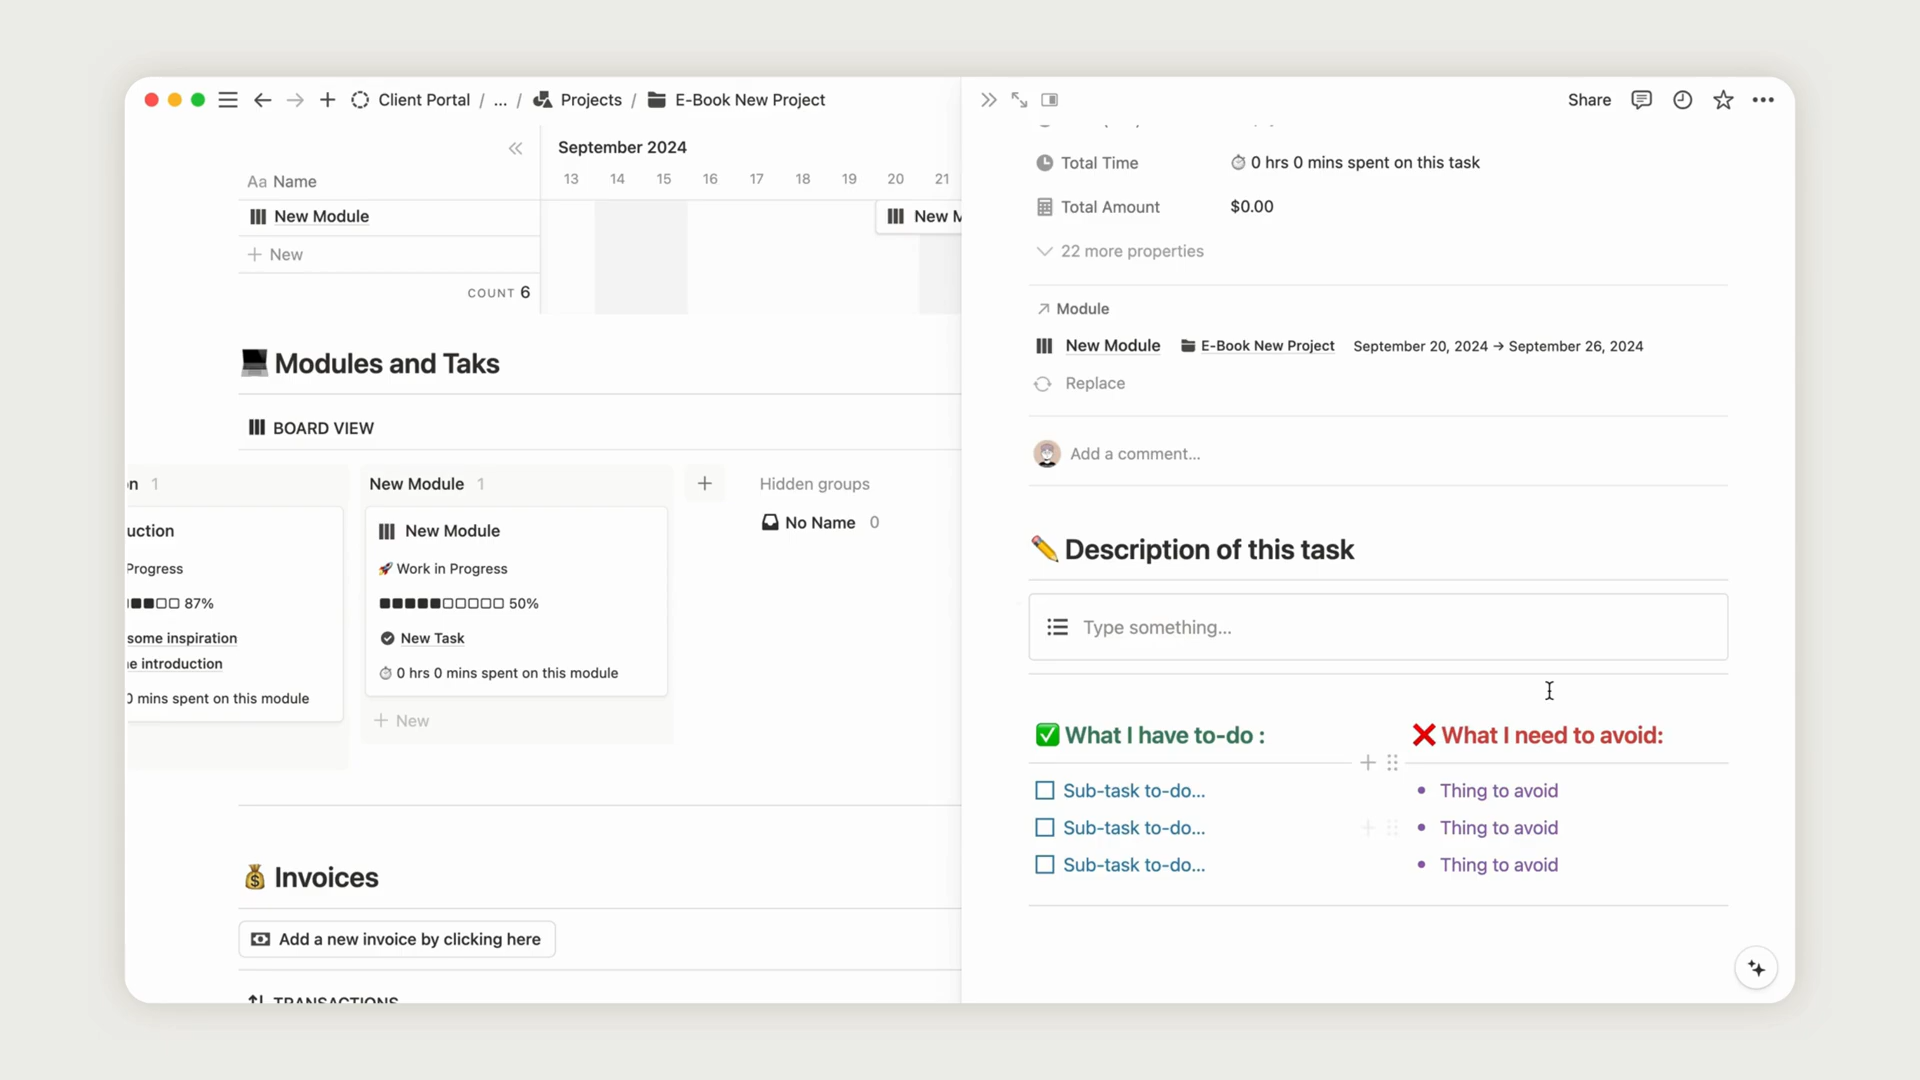 Client Portal / ... / Projects / E-Book New Project
Aa Name
New Module
New
COUNT 6
September 2024
13 14 15 16 17 18 19 20 21
New M
Modules and Taks
BOARD VIEW
n 1
uction
Progress
87%
some inspiration
e introduction
0 mins spent on this module
New Module 1
New Module
Work in Progress
50%
New Task
0 hrs 0 mins spent on this module
New
Hidden groups
No Name 0
Invoices
Add a new invoice by clicking here
TRANSACTIONS
Share
Total Time 0 hrs 0 mins spent on this task
Total Amount $0.00
22 more properties
Module
New Module E-Book New Project September 20, 2024 → September 26, 2024
Replace
Add a comment...
Description of this task
Type something...
What I have to-do :
Sub-task to-do...
Sub-task to-do...
Sub-task to-do...
What I need to avoid:
Thing to avoid
Thing to avoid
Thing to avoid